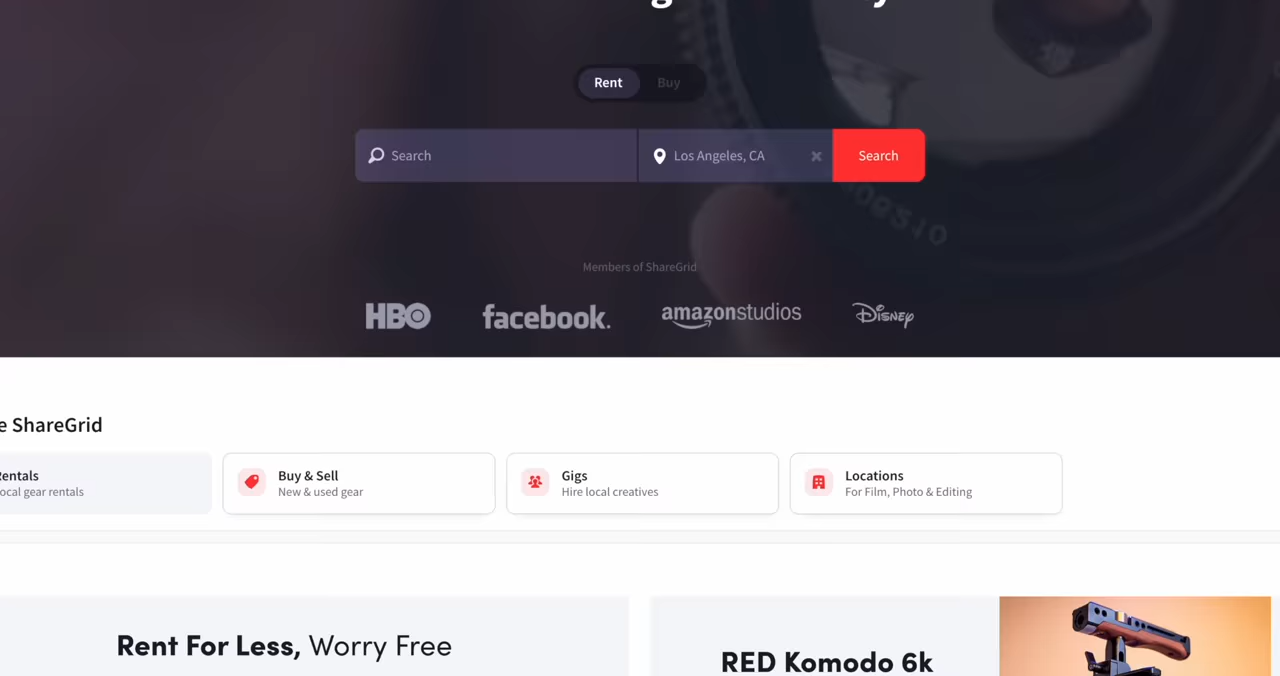 Rent Buy
Search Los Angeles, CA Search
Members of ShareGrid
HBO facebook. amazonstudios Disney
ShareGrid
Buy & Sell Gigs Locations
New & used gear Hire local creatives For Film, Photo & Editing
gear rentals
Rent For Less, Worry Free
RED Komodo 6k